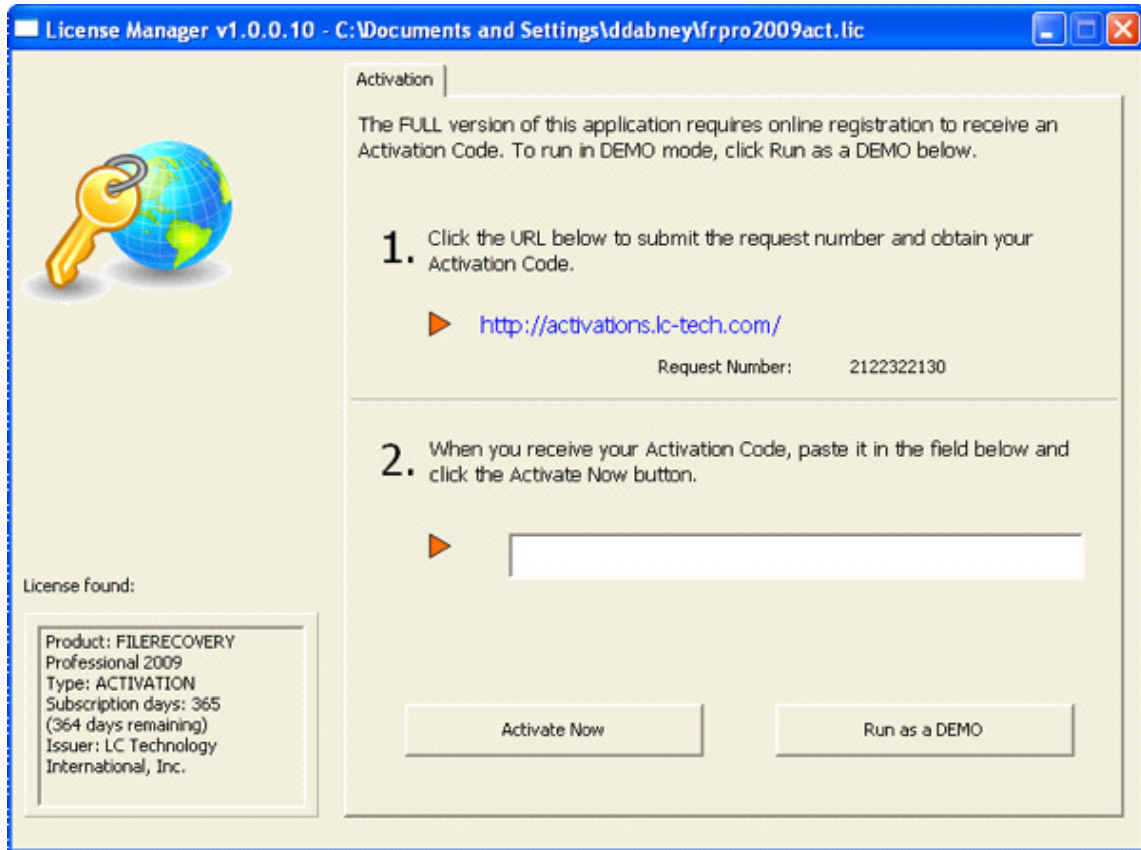 License Manager v1.0.0.10 - C:\Documents and Settings\ddabney\frpro2009act.lic
Activation
The FULL version of this application requires online registration to receive an
Activation Code. To run in DEMO mode, click Run as a DEMO below.
1. Click the URL below to submit the request number and obtain your
Activation Code.
http://activations.lc-tech.com/
Request Number: 2122322130
2. When you receive your Activation Code, paste it in the field below and
click the Activate Now button.
License found:
Product: FILERECOVERY
Professional 2009
Type: ACTIVATION
Subscription days: 365
(364 days remaining)
Issuer: LC Technology
International, Inc.
Activate Now
Run as a DEMO